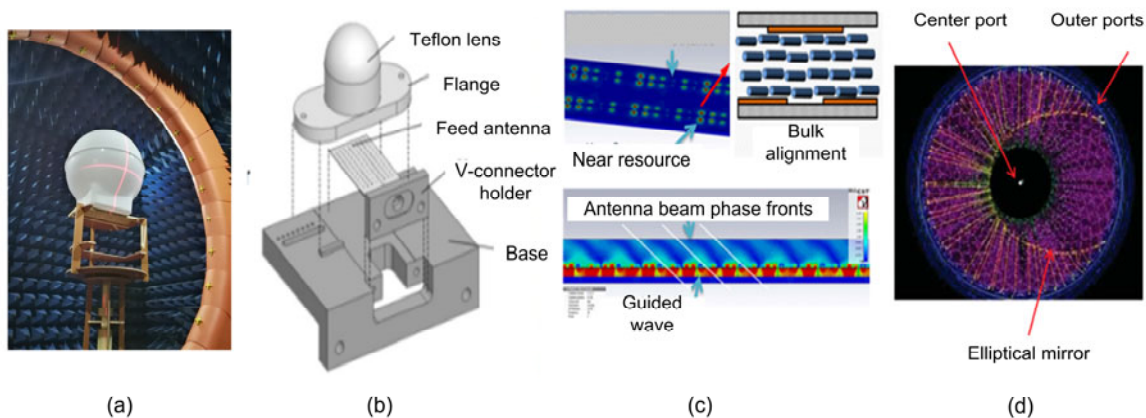 Teflon lens
Flange
Feed antenna
V-connector
holder
Base
Near resource
Bulk
alignment
Antenna beam phase fronts
Guided
wave
Center port
Outer ports
Elliptical mirror
(a)
(b)
(c)
(d)